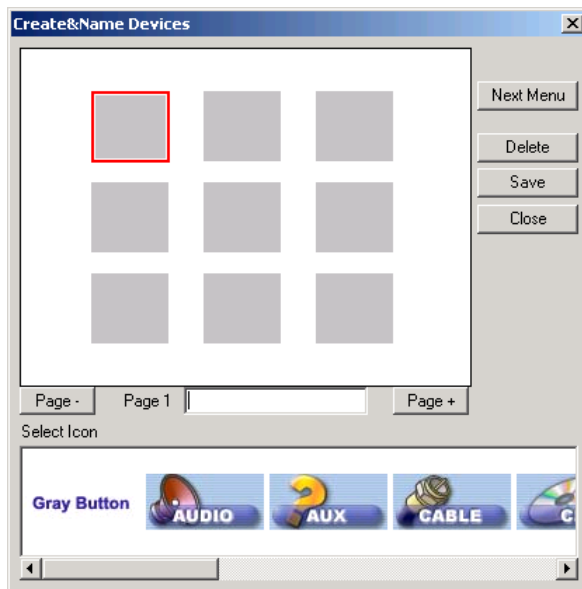 Create&Name Devices
Next Menu
Delete
Save
Close
Page -
Page 1
Page +
Select Icon
Gray Button
AUDIO
AUX
CABLE
C